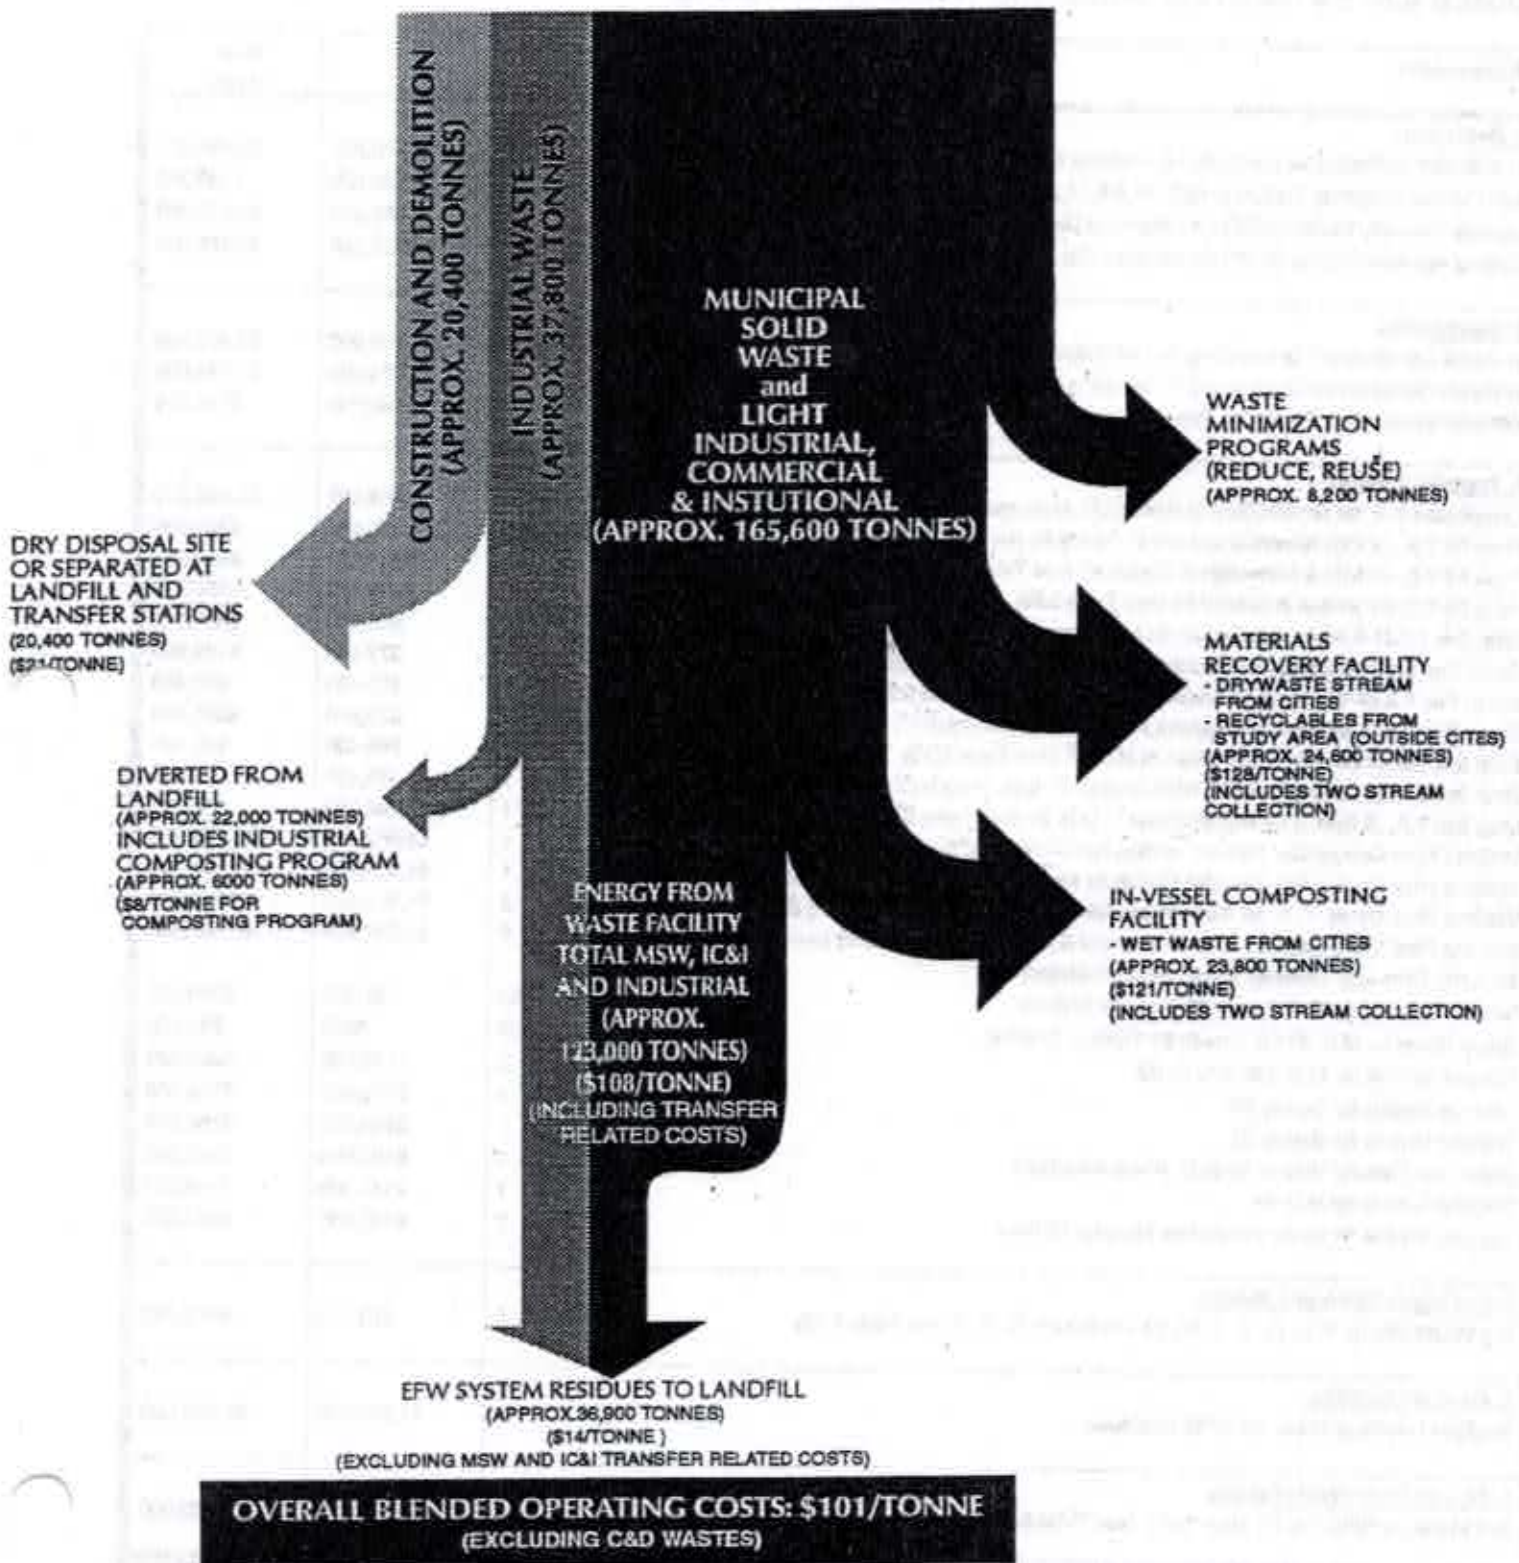 CONSTRUCTION AND DEMOLITION
(APPROX. 20,400 TONNES)
INDUSTRIAL WASTE
(APPROX. 37,800 TONNES)
MUNICIPAL
SOLID
WASTE
and
LIGHT
INDUSTRIAL,
COMMERCIAL
& INSTUTIONAL
(APPROX. 165,600 TONNES)
WASTE
MINIMIZATION
PROGRAMS
(REDUCE, REUSE)
(APPROX. 8,200 TONNES)
DRY DISPOSAL SITE
OR SEPARATED AT
LANDFILL AND
TRANSFER STATIONS
(20,400 TONNES)
($21/TONNE)
MATERIALS
RECOVERY FACILITY
- DRYWASTE STREAM
FROM CITIES
- RECYCLABLES FROM
STUDY AREA (OUTSIDE CITES)
(APPROX. 24,600 TONNES)
($128/TONNE)
(INCLUDES TWO STREAM
COLLECTION)
DIVERTED FROM
LANDFILL
(APPROX. 22,000 TONNES)
INCLUDES INDUSTRIAL
COMPOSTING PROGRAM
(APPROX. 6000 TONNES)
($8/TONNE FOR
COMPOSTING PROGRAM)
ENERGY FROM
WASTE FACILITY
TOTAL MSW, IC&I
AND INDUSTRIAL
(APPROX.
123,000 TONNES)
($108/TONNE)
(INCLUDING TRANSFER
RELATED COSTS)
IN-VESSEL COMPOSTING
FACILITY
- WET WASTE FROM CITIES
(APPROX. 23,800 TONNES)
($121/TONNE)
(INCLUDES TWO STREAM COLLECTION)
EFW SYSTEM RESIDUES TO LANDFILL
(APPROX.36,900 TONNES)
($14/TONNE )
(EXCLUDING MSW AND IC&I TRANSFER RELATED COSTS)
OVERALL BLENDED OPERATING COSTS: $101/TONNE
(EXCLUDING C&D WASTES)